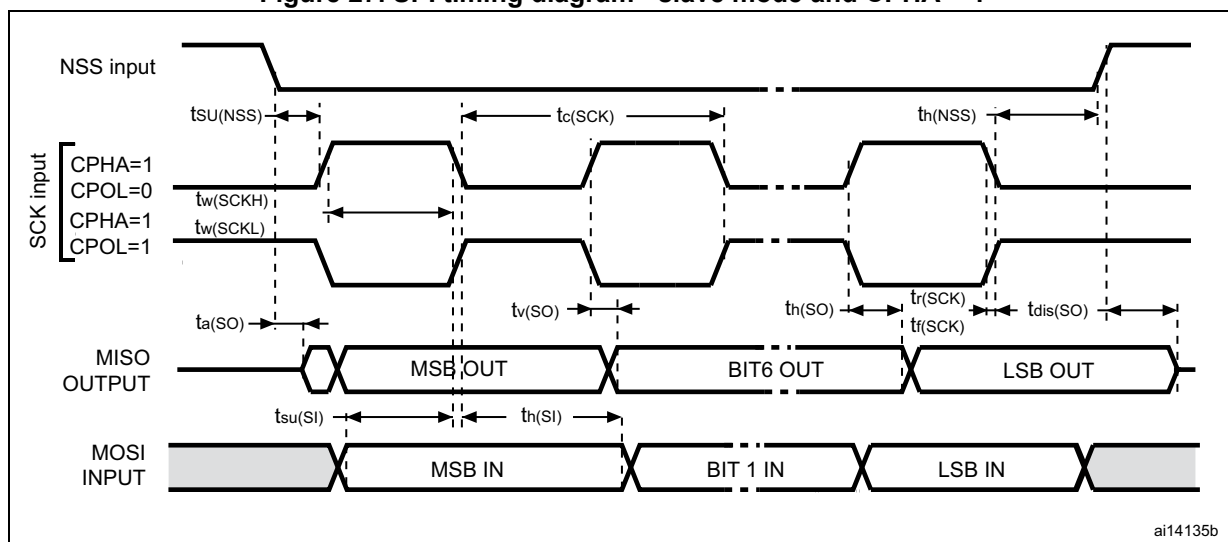 NSS input
tSU(NSS)
tc(SCK)
th(NSS)
SCK input
CPHA=1
CPOL=0
tw(SCKH)
CPHA=1
tw(SCKL)
CPOL=1
ta(SO)
tv(SO)
th(SO)
tr(SCK)
tf(SCK)
tdis(SO)
MISO
OUTPUT
MSB OUT
BIT6 OUT
LSB OUT
tsu(SI)
th(SI)
MOSI
INPUT
MSB IN
BIT 1 IN
LSB IN
ai14135b